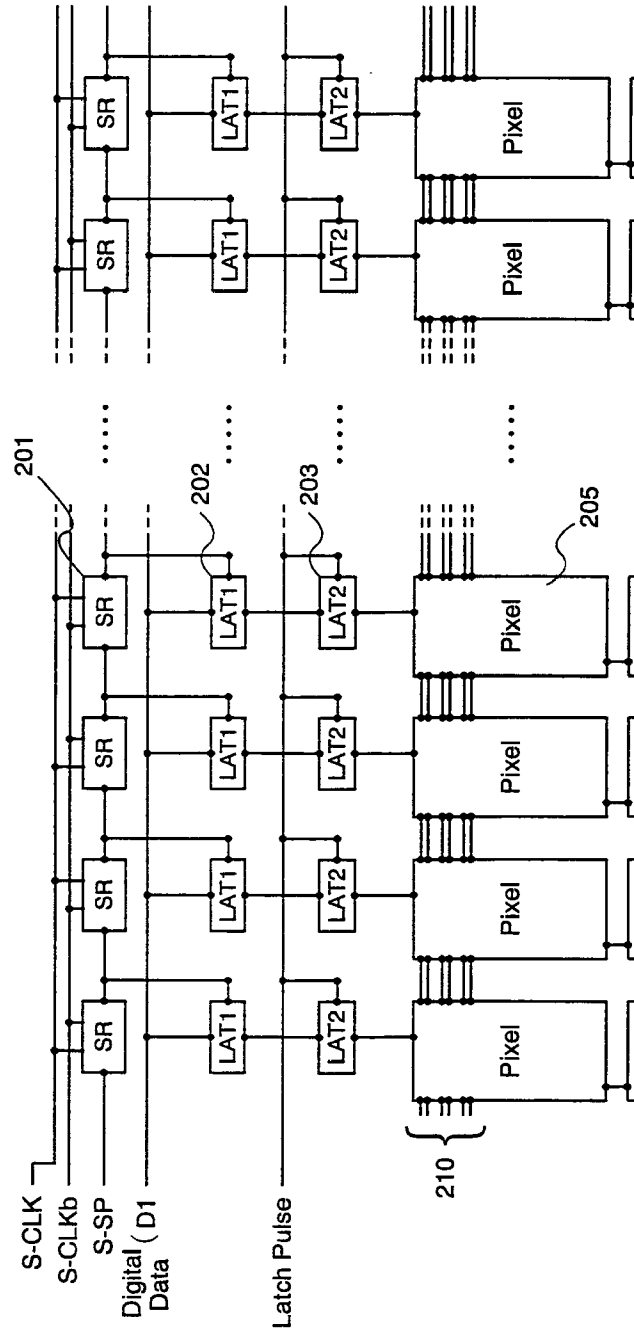 S-CLK
S-CLKb
S-SP
Digital ( D1
Data
Latch Pulse
210
201
202
203
205
SR SR SR SR SR SR
LAT1 LAT1 LAT1 LAT1 LAT1 LAT1
LAT2 LAT2 LAT2 LAT2 LAT2 LAT2
Pixel Pixel Pixel Pixel Pixel Pixel